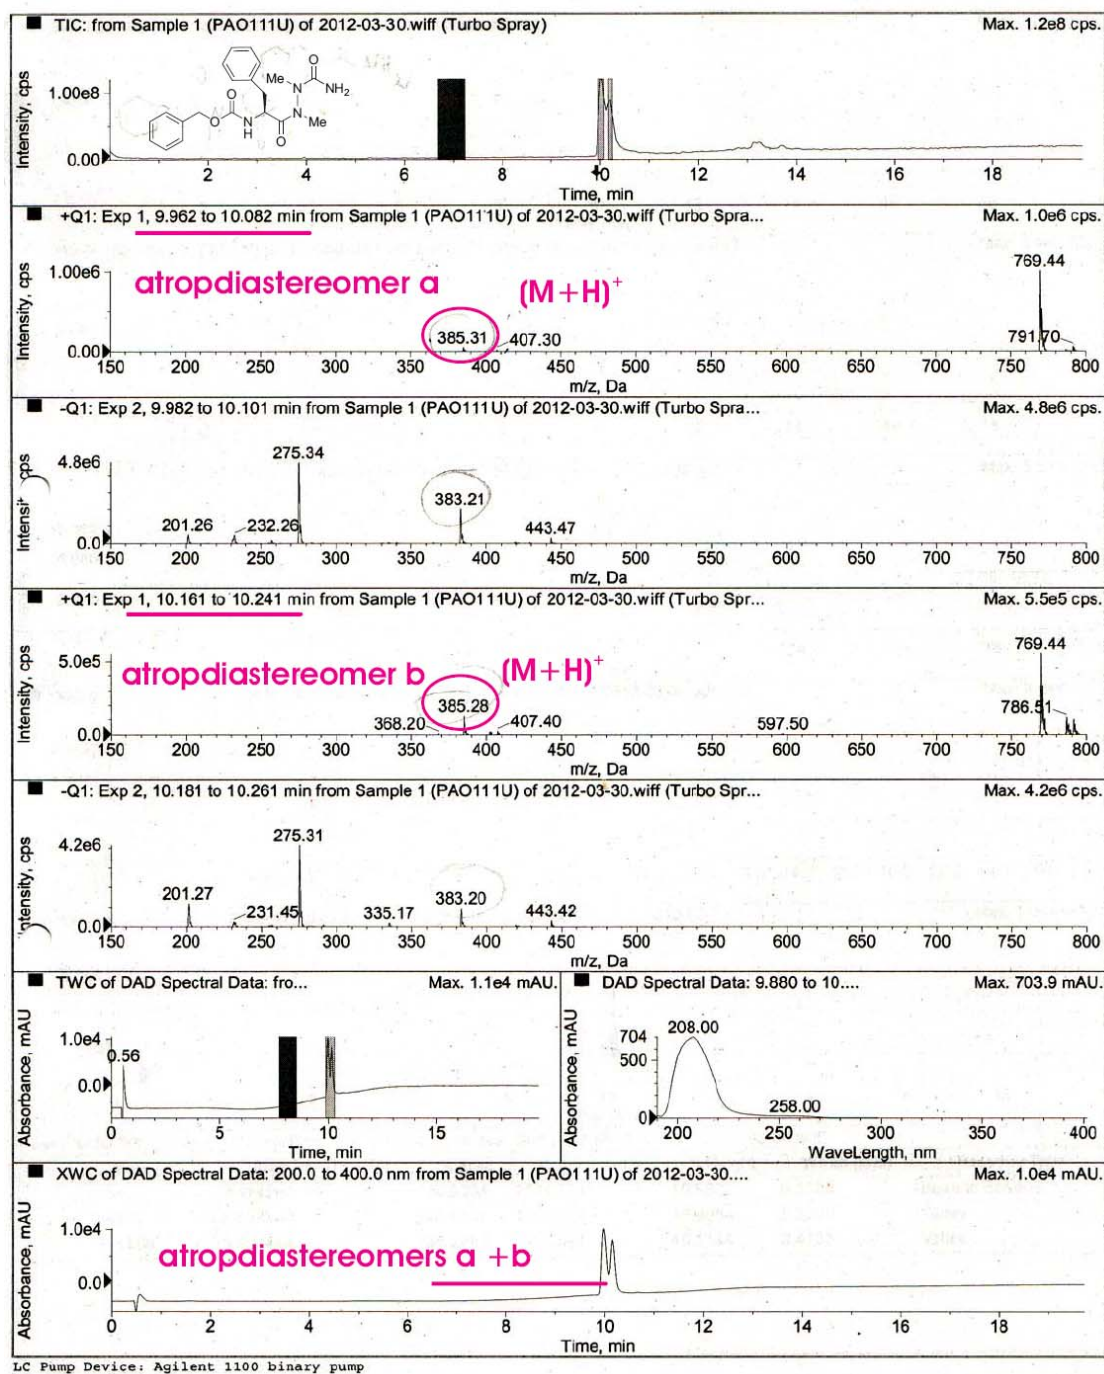 TIC: from Sample 1 (PAO111U) of 2012-03-30.wiff (Turbo Spray) Max. 1.2e8 cps.
Intensity, cps
1.00e8
0.00
Me N O NH2
N Me
O O N H O
2 4 6 8 10 12 14 16 18
Time, min
+Q1: Exp 1, 9.962 to 10.082 min from Sample 1 (PAO111U) of 2012-03-30.wiff (Turbo Spra... Max. 1.0e6 cps.
Intensity, cps
1.00e6
0.00
atropdiastereomer a (M+H)+
385.31 407.30 769.44 791.70
150 200 250 300 350 400 450 500 550 600 650 700 750 800
m/z, Da
-Q1: Exp 2, 9.982 to 10.101 min from Sample 1 (PAO111U) of 2012-03-30.wiff (Turbo Spra... Max. 4.8e6 cps.
cps
4.8e6
0.0
201.26 232.26 275.34 383.21 443.47
150 200 250 300 350 400 450 500 550 600 650 700 750 800
m/z, Da
+Q1: Exp 1, 10.161 to 10.241 min from Sample 1 (PAO111U) of 2012-03-30.wiff (Turbo Spr... Max. 5.5e5 cps.
Intensity, cps
5.0e5
0.0
atropdiastereomer b (M+H)+
368.20 385.28 407.40 597.50 769.44 786.51
150 200 250 300 350 400 450 500 550 600 650 700 750 800
m/z, Da
-Q1: Exp 2, 10.181 to 10.261 min from Sample 1 (PAO111U) of 2012-03-30.wiff (Turbo Spr... Max. 4.2e6 cps.
Intensity, cps
4.2e6
0.0
201.27 231.45 275.31 335.17 383.20 443.42
150 200 250 300 350 400 450 500 550 600 650 700 750 800
m/z, Da
TWC of DAD Spectral Data: fro... Max. 1.1e4 mAU.
Absorbance, mAU
1.0e4
0.0
0.56
0 5 10 15
Time, min
DAD Spectral Data: 9.880 to 10.... Max. 703.9 mAU.
Absorbance, mAU
704
500
0
208.00 258.00
200 250 300 350 400
WaveLength, nm
XWC of DAD Spectral Data: 200.0 to 400.0 nm from Sample 1 (PAO111U) of 2012-03-30.... Max. 1.0e4 mAU.
Absorbance, mAU
1.0e4
0.0
atropdiastereomers a +b
0 2 4 6 8 10 12 14 16 18
Time, min
LC Pump Device: Agilent 1100 binary pump